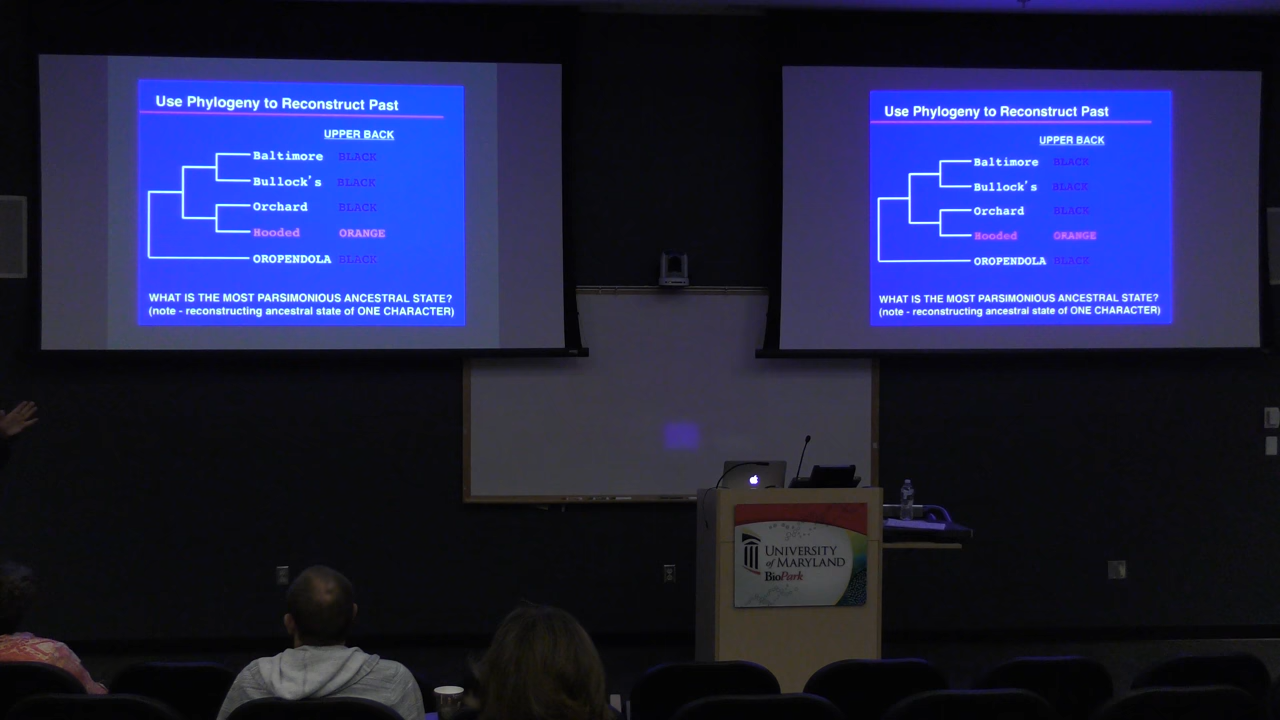 Use Phylogeny to Reconstruct Past
UPPER BACK
Baltimore BLACK
Bullock's BLACK
Orchard BLACK
Hooded ORANGE
OROPENDOLA BLACK
WHAT IS THE MOST PARSIMONIOUS ANCESTRAL STATE?
(note - reconstructing ancestral state of ONE CHARACTER)
Use Phylogeny to Reconstruct Past
UPPER BACK
Baltimore BLACK
Bullock's BLACK
Orchard BLACK
Hooded ORANGE
OROPENDOLA BLACK
WHAT IS THE MOST PARSIMONIOUS ANCESTRAL STATE?
(note - reconstructing ancestral state of ONE CHARACTER)
UNIVERSITY
of MARYLAND
BioPark